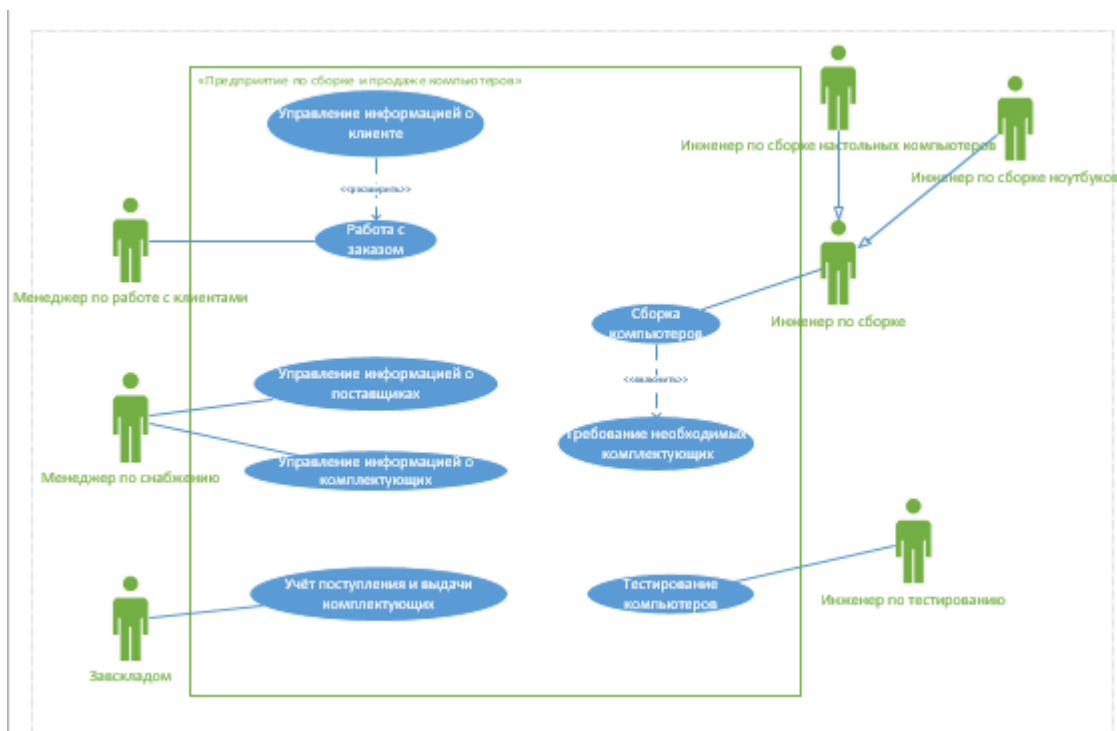 «Предприятие по сборке и продаже компьютеров»
Управление информацией о
клиенте
<<расширить>>
Работа с
заказом
Менеджер по работе с клиентами
Инженер по сборке настольных компьютеров
Инженер по сборке ноутбуков
Инженер по сборке
Сборка
компьютеров
<<включить>>
Требование необходимых
комплектующих
Управление информацией о
поставщиках
Управление информацией о
комплектующих
Менеджер по снабжению
Учёт поступления и выдачи
комплектующих
Завскладом
Тестирование
компьютеров
Инженер по тестированию